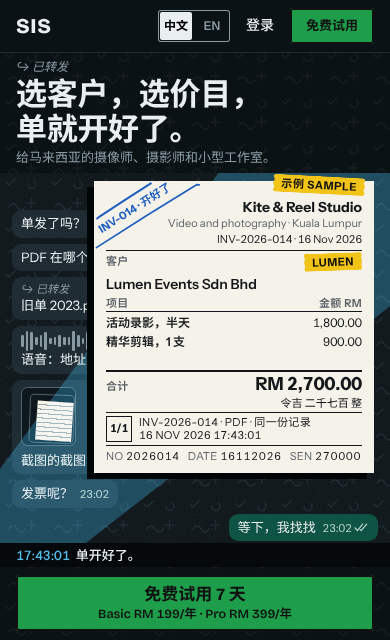 SIS
中文 EN
登录
免费试用
已转发
选客户，选价目，
单就开好了。
给马来西亚的摄像师、摄影师和小型工作室。
示例 SAMPLE
INV-014·开好了
Kite & Reel Studio
Video and photography · Kuala Lumpur
INV-2026-014 · 16 Nov 2026
客户
LUMEN
Lumen Events Sdn Bhd
项目 金额 RM
活动录影，半天 1,800.00
精华剪辑，1支 900.00
合计 RM 2,700.00
令吉 二千七百 整
1/1
INV-2026-014 · PDF · 同一份记录
16 NOV 2026 17:43:01
NO 2026014 DATE 16112026 SEN 270000
单发了吗？
PDF 在哪个
已转发
旧单 2023.p
语音：地址
截图的截图
发票呢？ 23:02
等下，我找找 23:02
17:43:01 单开好了。
免费试用 7 天
Basic RM 199/年 · Pro RM 399/年